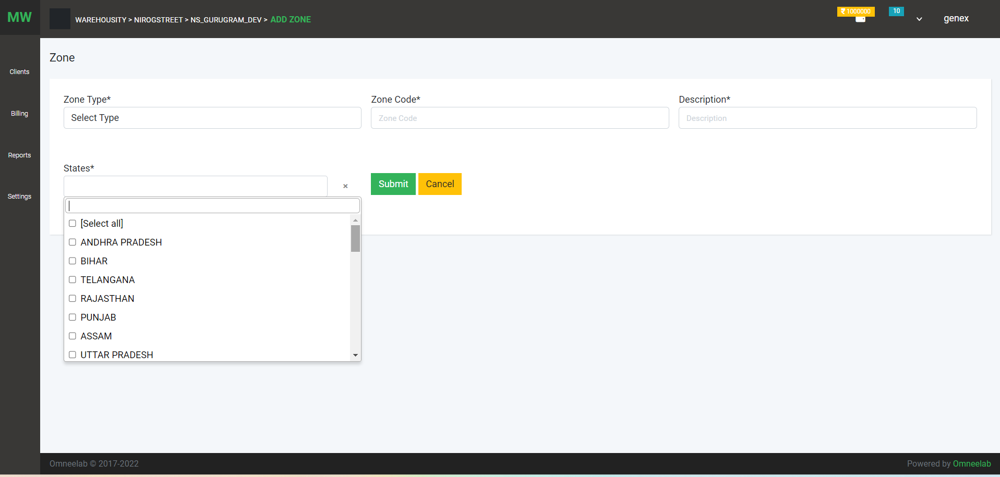 MW
WAREHOUSITY > NIROGSTREET > NS_GURUGRAM_DEV > ADD ZONE
₹ 1000000
10
genex
Clients
Billing
Reports
Settings
Zone
Zone Type*
Zone Code*
Description*
Select Type
Zone Code
Description
States*
×
Submit
Cancel
[Select all]
ANDHRA PRADESH
BIHAR
TELANGANA
RAJASTHAN
PUNJAB
ASSAM
UTTAR PRADESH
Omneelab © 2017-2022
Powered by Omneelab